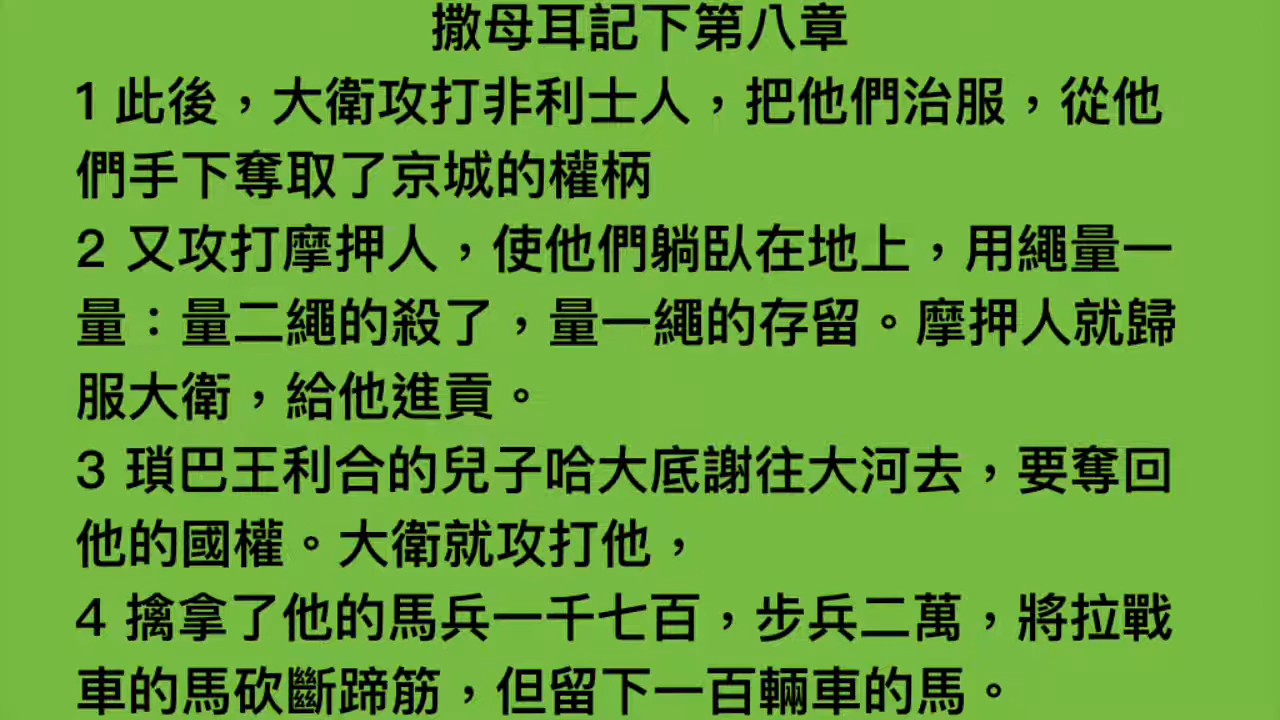 撒母耳記下第八章
1 此後，大衛攻打非利士人，把他們治服，從他
們手下奪取了京城的權柄
2 又攻打摩押人，使他們躺臥在地上，用繩量一
量：量二繩的殺了，量一繩的存留。摩押人就歸
服大衛，給他進貢。
3 瑣巴王利合的兒子哈大底謝往大河去，要奪回
他的國權。大衛就攻打他，
4 擒拿了他的馬兵一千七百，步兵二萬，將拉戰
車的馬砍斷蹄筋，但留下一百輛車的馬。